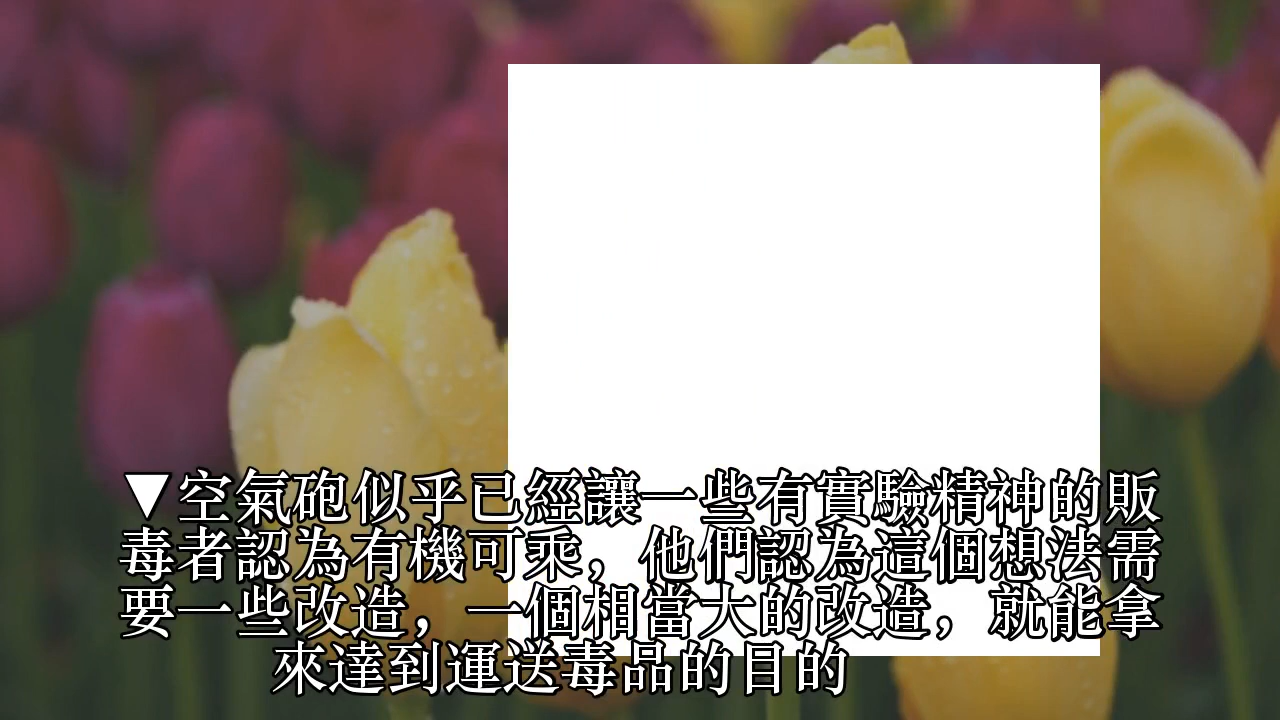 ▼空氣砲似乎已經讓一些有實驗精神的販
毒者認為有機可乘，他們認為這個想法需
要一些改造，一個相當大的改造，就能拿
來達到運送毒品的目的